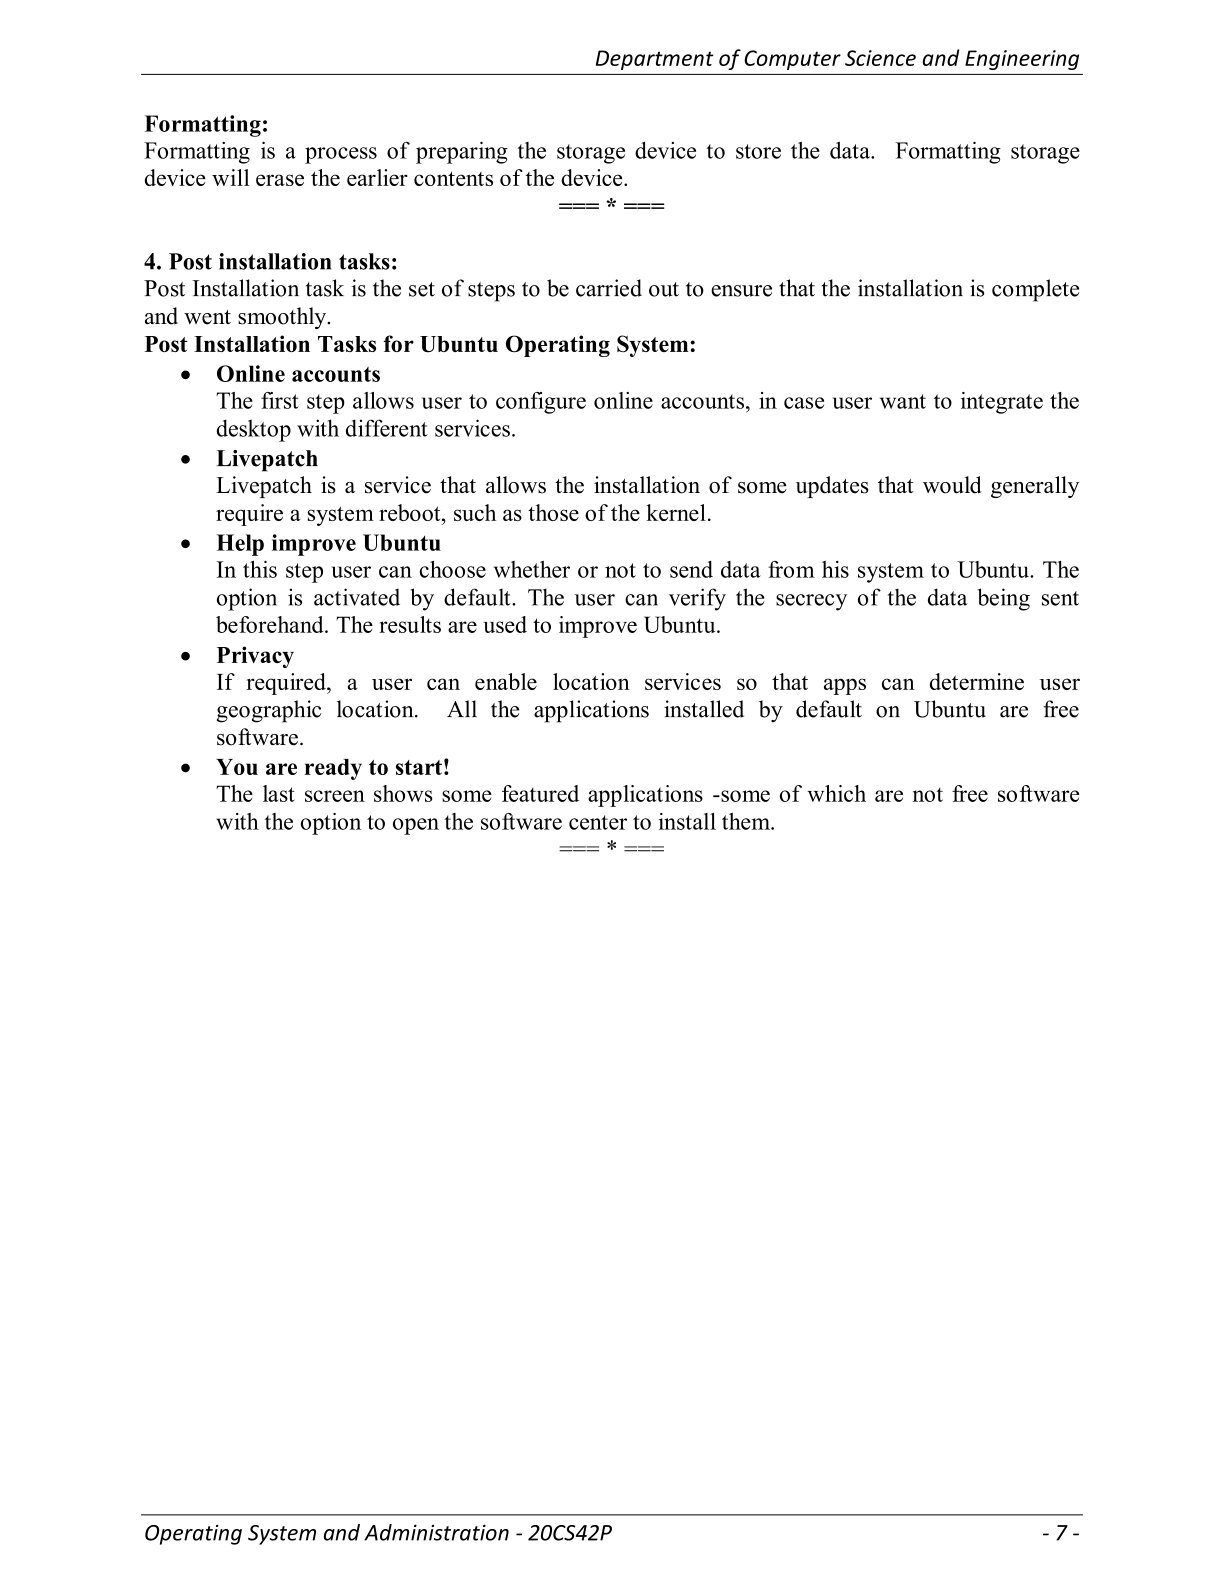 Department of Computer Science and Engineering
Formatting:
Formatting is a process of preparing the storage device to store the data.  Formatting storage
device will erase the earlier contents of the device.
=== * ===
4. Post installation tasks:
Post Installation task is the set of steps to be carried out to ensure that the installation is complete
and went smoothly.
Post Installation Tasks for Ubuntu Operating System:
• Online accounts
The first step allows user to configure online accounts, in case user want to integrate the
desktop with different services.
• Livepatch
Livepatch is a service that allows the installation of some updates that would generally
require a system reboot, such as those of the kernel.
• Help improve Ubuntu
In this step user can choose whether or not to send data from his system to Ubuntu. The
option is activated by default. The user can verify the secrecy of the data being sent
beforehand. The results are used to improve Ubuntu.
• Privacy
If required, a user can enable location services so that apps can determine user
geographic location.  All the applications installed by default on Ubuntu are free
software.
• You are ready to start!
The last screen shows some featured applications -some of which are not free software
with the option to open the software center to install them.
=== * ===
Operating System and Administration - 20CS42P - 7 -